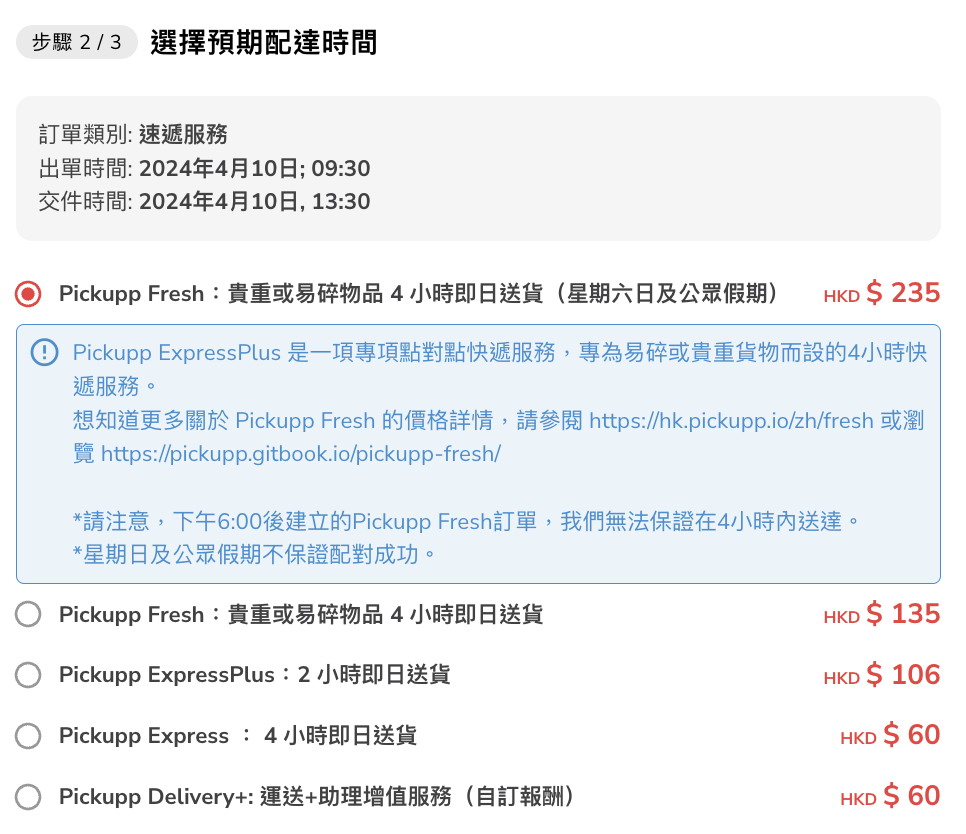 步驟 2 / 3 選擇預期配達時間
訂單類別: 速遞服務
出單時間: 2024年4月10日; 09:30
交件時間: 2024年4月10日, 13:30
Pickupp Fresh：貴重或易碎物品 4 小時即日送貨（星期六日及公眾假期） HKD $ 235
Pickupp ExpressPlus 是一項專項點對點快遞服務，專為易碎或貴重貨物而設的4小時快
遞服務。
想知道更多關於 Pickupp Fresh 的價格詳情，請參閱 https://hk.pickupp.io/zh/fresh 或瀏
覽 https://pickupp.gitbook.io/pickupp-fresh/
*請注意，下午6:00後建立的Pickupp Fresh訂單，我們無法保證在4小時內送達。
*星期日及公眾假期不保證配對成功。
Pickupp Fresh：貴重或易碎物品 4 小時即日送貨 HKD $ 135
Pickupp ExpressPlus：2 小時即日送貨 HKD $ 106
Pickupp Express ： 4 小時即日送貨 HKD $ 60
Pickupp Delivery+: 運送+助理增值服務（自訂報酬） HKD $ 60